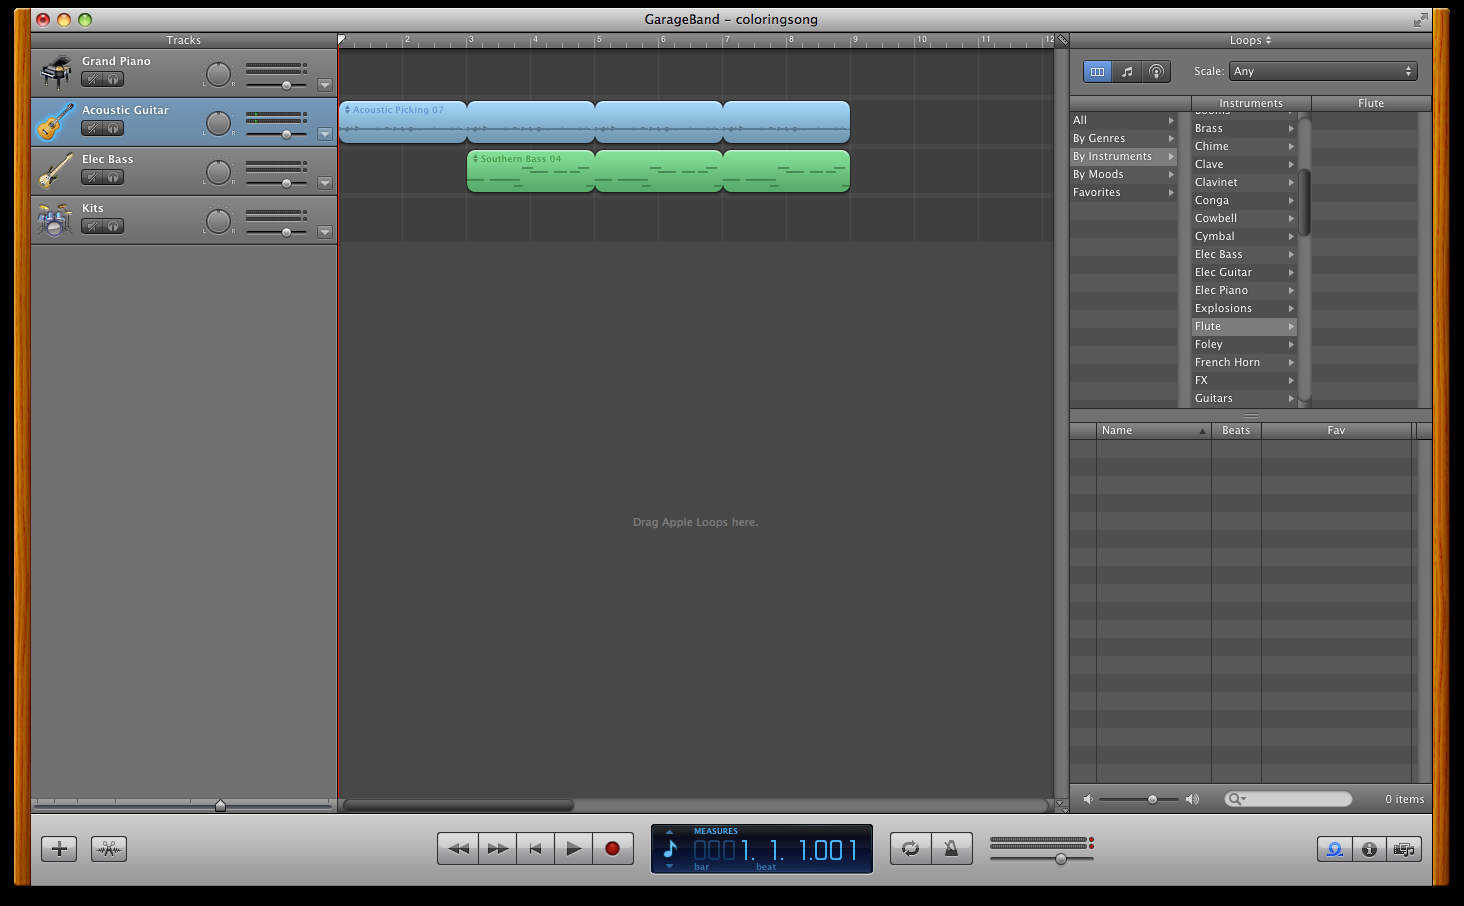 GarageBand – coloringsong
Tracks
2 3 4 5 6 7 8 9 10 11 12
Loops
Grand Piano
L R
Acoustic Guitar
L R
Elec Bass
L R
Kits
L R
Acoustic Picking 07
Southern Bass 04
Drag Apple Loops here.
Scale: Any
Instruments Flute
All
By Genres
By Instruments
By Moods
Favorites
Brass
Chime
Clave
Clavinet
Conga
Cowbell
Cymbal
Elec Bass
Elec Guitar
Elec Piano
Explosions
Flute
Foley
French Horn
FX
Guitars
Name Beats Fav
0 items
MEASURES
0001. 1. 1.001
bar beat